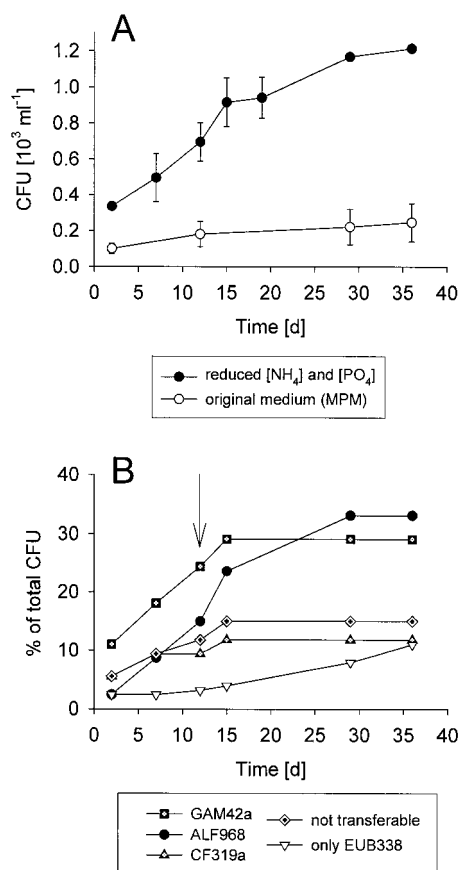 A
CFU [10³ ml⁻¹]
1.2
1.0
0.8
0.6
0.4
0.2
0.0
0 5 10 15 20 25 30 35 40
Time [d]
reduced [NH₄] and [PO₄]
original medium (MPM)
B
% of total CFU
40
30
20
10
0
0 5 10 15 20 25 30 35 40
Time [d]
GAM42a
ALF968
CF319a
not transferable
only EUB338